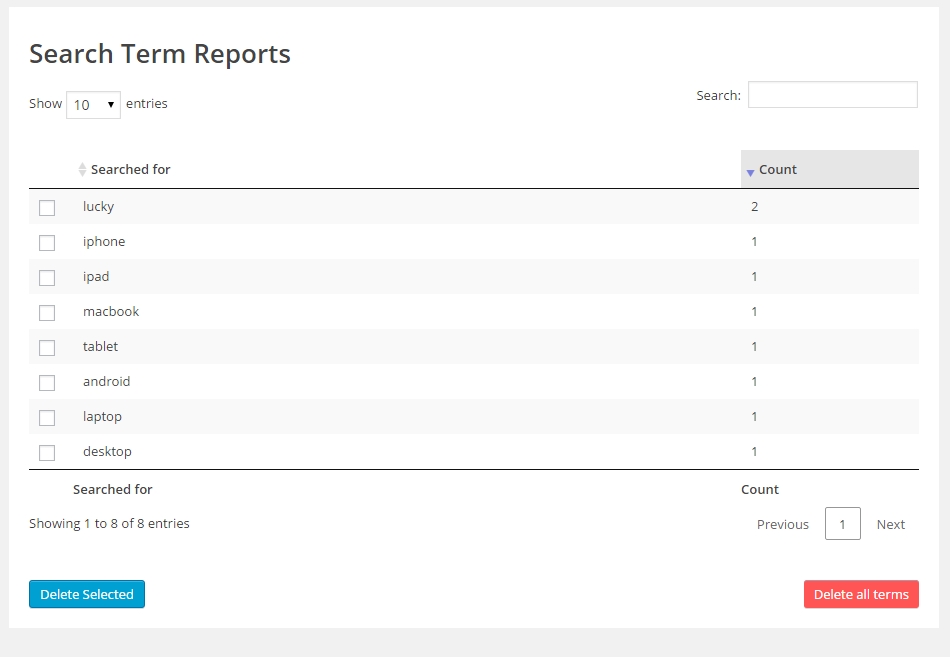 Search Term Reports
Show 10 entries
Search:
Searched for Count
lucky 2
iphone 1
ipad 1
macbook 1
tablet 1
android 1
laptop 1
desktop 1
Searched for Count
Showing 1 to 8 of 8 entries
Previous 1 Next
Delete Selected Delete all terms